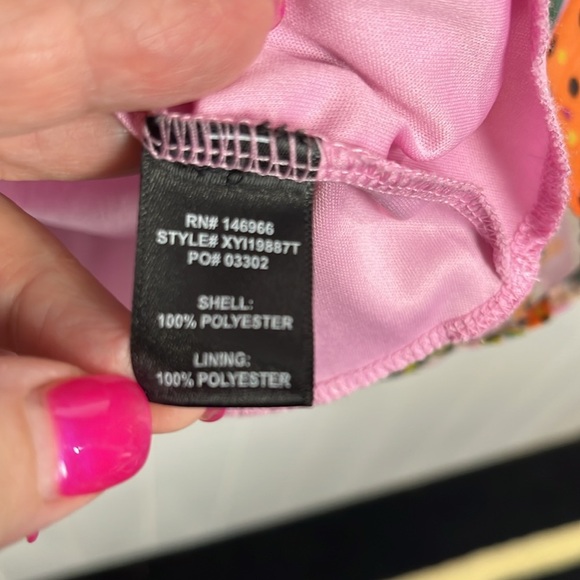 RN# 146966
STYLE# XYI19887T
PO# 03302
SHELL:
100% POLYESTER
LINING:
100% POLYESTER